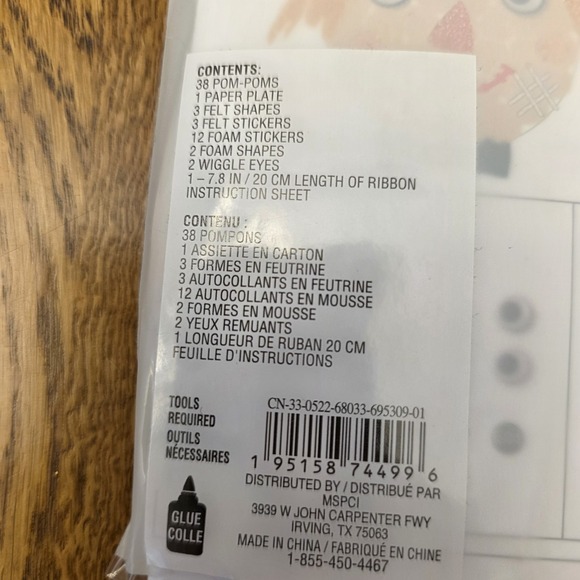 CONTENTS:
38 POM-POMS
1 PAPER PLATE
3 FELT SHAPES
3 FELT STICKERS
12 FOAM STICKERS
2 FOAM SHAPES
2 WIGGLE EYES
1 – 7.8 IN / 20 CM LENGTH OF RIBBON
INSTRUCTION SHEET
CONTENU :
38 POMPONS
1 ASSIETTE EN CARTON
3 FORMES EN FEUTRINE
3 AUTOCOLLANTS EN FEUTRINE
12 AUTOCOLLANTS EN MOUSSE
2 FORMES EN MOUSSE
2 YEUX REMUANTS
1 LONGUEUR DE RUBAN 20 CM
FEUILLE D'INSTRUCTIONS
TOOLS
REQUIRED
OUTILS
NÉCESSAIRES
GLUE
COLLE
CN-33-0522-68033-695309-01
1 95158 74499 6
DISTRIBUTED BY / DISTRIBUÉ PAR
MSPCI
3939 W JOHN CARPENTER FWY
IRVING, TX 75063
MADE IN CHINA / FABRIQUÉ EN CHINE
1-855-450-4467